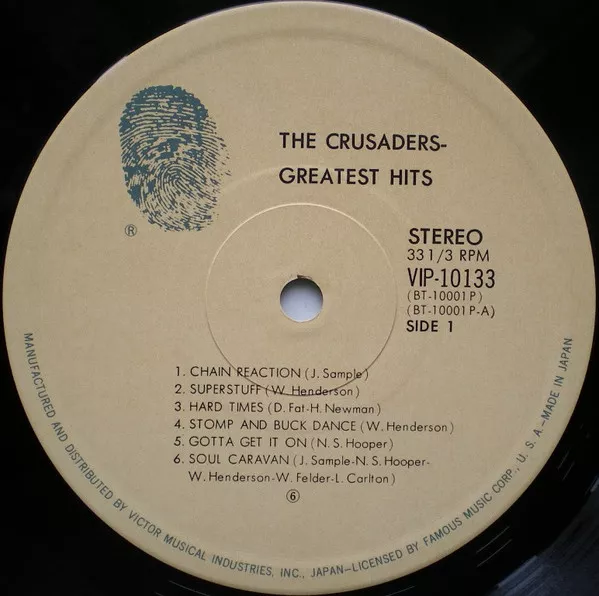 THE CRUSADERS-
GREATEST HITS
®
STEREO
33 1/3 RPM
VIP-10133
(BT-10001P)
(BT-10001P-A)
SIDE 1
1. CHAIN REACTION (J. Sample)
2. SUPERSTUFF (W. Henderson)
3. HARD TIMES (D. Fat-H. Newman)
4. STOMP AND BUCK DANCE (W. Henderson)
5. GOTTA GET IT ON (N. S. Hooper)
6. SOUL CARAVAN (J. Sample-N. S. Hooper-
W. Henderson-W. Felder-L. Carlton)
⑥
MANUFACTURED AND DISTRIBUTED BY VICTOR MUSICAL INDUSTRIES, INC., JAPAN-LICENSED BY FAMOUS MUSIC CORP., U. S. A.-MADE IN JAPAN